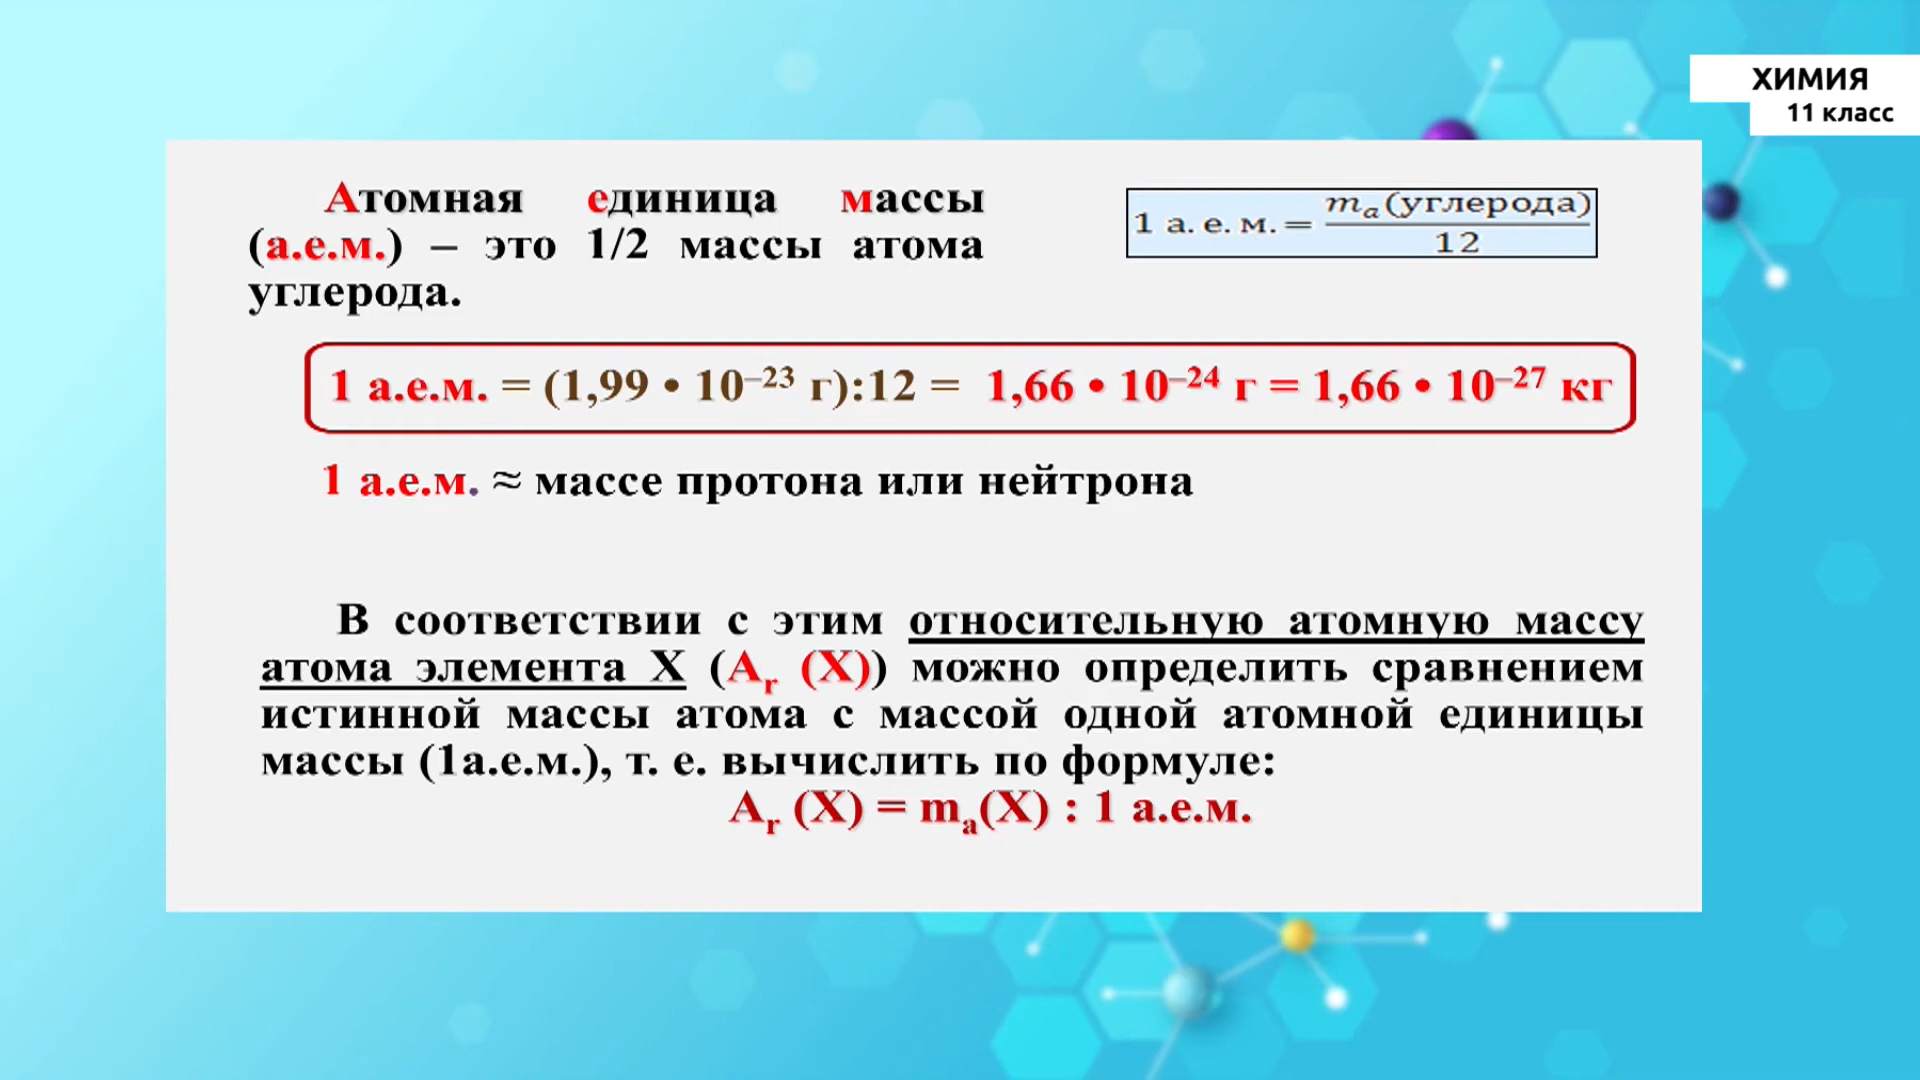 ХИМИЯ
11 класс
Атомная единица массы
(а.е.м.) – это 1/2 массы атома
углерода.
1 а.е.м. = mₐ(углерода)/12
1 а.е.м. = (1,99 • 10⁻²³ г):12 = 1,66 • 10⁻²⁴ г = 1,66 • 10⁻²⁷ кг
1 а.е.м. ≈ массе протона или нейтрона
В соответствии с этим относительную атомную массу
атома элемента X (Aᵣ (X)) можно определить сравнением
истинной массы атома с массой одной атомной единицы
массы (1а.е.м.), т. е. вычислить по формуле:
Aᵣ (X) = mₐ(X) : 1 а.е.м.